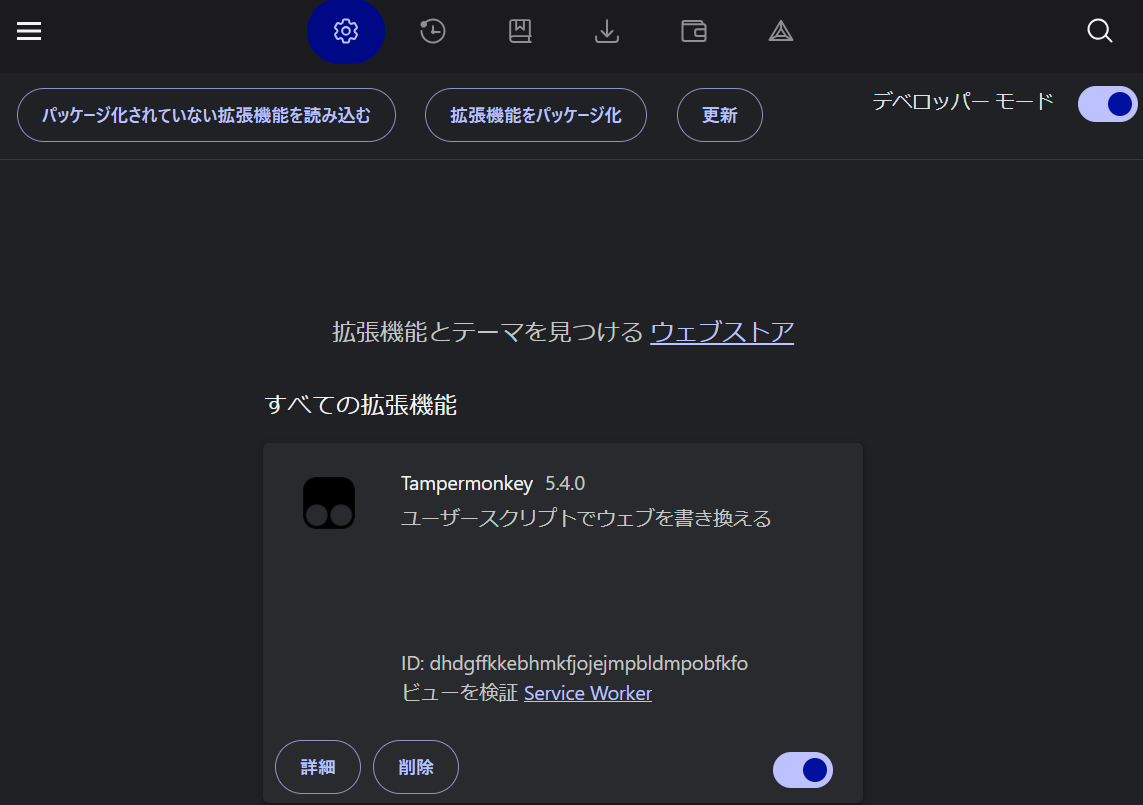 パッケージ化されていない拡張機能を読み込む
拡張機能をパッケージ化
更新
デベロッパー モード
拡張機能とテーマを見つける ウェブストア
すべての拡張機能
Tampermonkey 5.4.0
ユーザースクリプトでウェブを書き換える
ID: dhdgffkkebhmkfjojejmpbldmpobfkfo
ビューを検証 Service Worker
詳細
削除